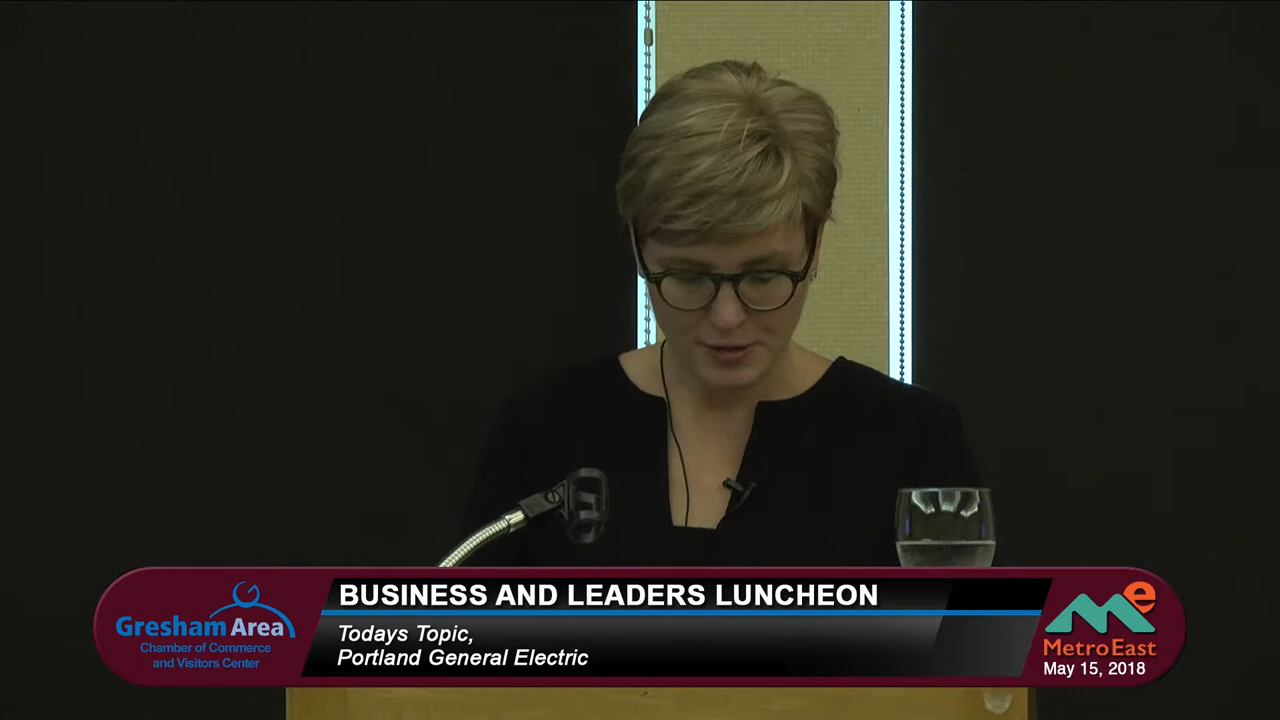 BUSINESS AND LEADERS LUNCHEON
Todays Topic,
Portland General Electric
Gresham Area
Chamber of Commerce
and Visitors Center
Me
MetroEast
May 15, 2018